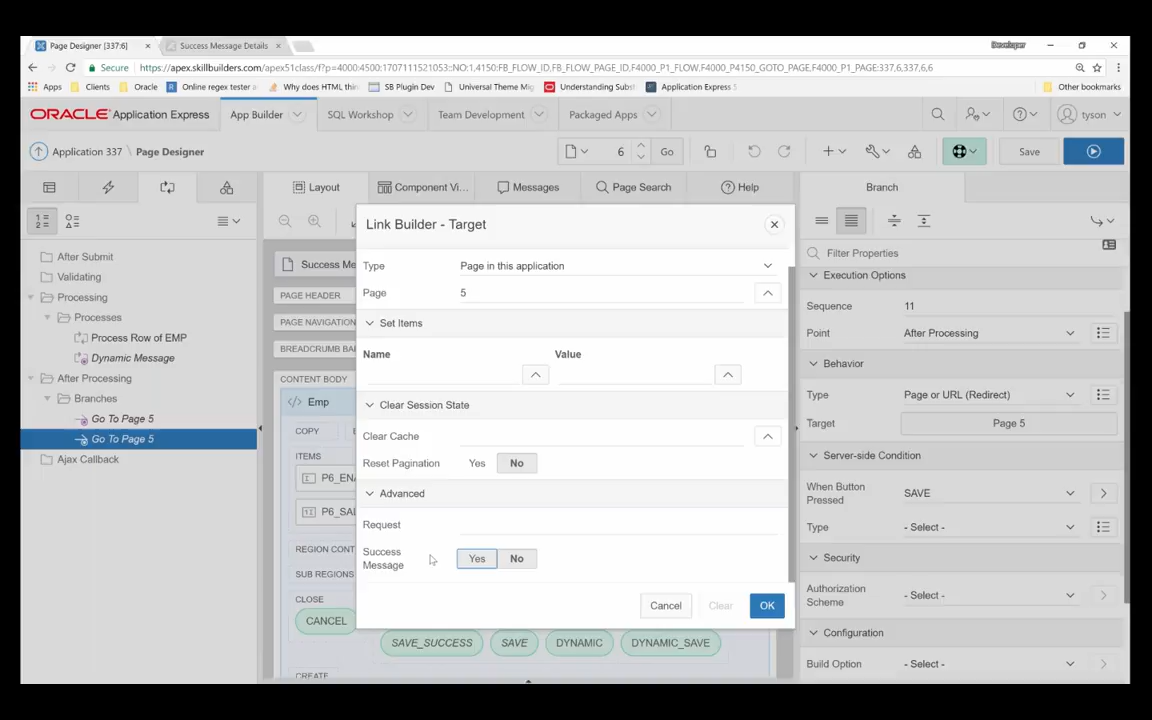 Page Designer [337:6]
Success Message Details
Developer
Secure
https://apex.skillbuilders.com/apex51class/f?p=4000:4500:1707111521053::NO:1,4150:FB_FLOW_ID,FB_FLOW_PAGE_ID,F4000_P1_FLOW,F4000_P4150_GOTO_PAGE,F4000_P1_PAGE:337,6,337,6,6
Apps
Clients
Oracle
Online regex tester a
Why does HTML thin
SB Plugin Dev
Universal Theme Mig
Understanding Subst
Application Express
Other bookmarks
ORACLE Application Express
App Builder
SQL Workshop
Team Development
Packaged Apps
tyson
Application 337
Page Designer
6
Go
Save
Layout
Component Vi...
Messages
Page Search
Help
Branch
After Submit
Validating
Processing
Processes
Process Row of EMP
Dynamic Message
After Processing
Branches
Go To Page 5
Go To Page 5
Ajax Callback
Success Me
PAGE HEADER
PAGE NAVIGATION
BREADCRUMB BA
CONTENT BODY
Emp
COPY
ITEMS
P6_ENA
P6_SAL
REGION CONT
SUB REGIONS
CLOSE
CANCEL
SAVE_SUCCESS
SAVE
DYNAMIC
DYNAMIC_SAVE
CREATE
Link Builder - Target
Type
Page in this application
Page
5
Set Items
Name
Value
Clear Session State
Clear Cache
Reset Pagination
Yes
No
Advanced
Request
Success
Message
Yes
No
Cancel
Clear
OK
Filter Properties
Execution Options
Sequence
11
Point
After Processing
Behavior
Type
Page or URL (Redirect)
Target
Page 5
Server-side Condition
When Button
Pressed
SAVE
Type
- Select -
Security
Authorization
Scheme
- Select -
Configuration
Build Option
- Select -